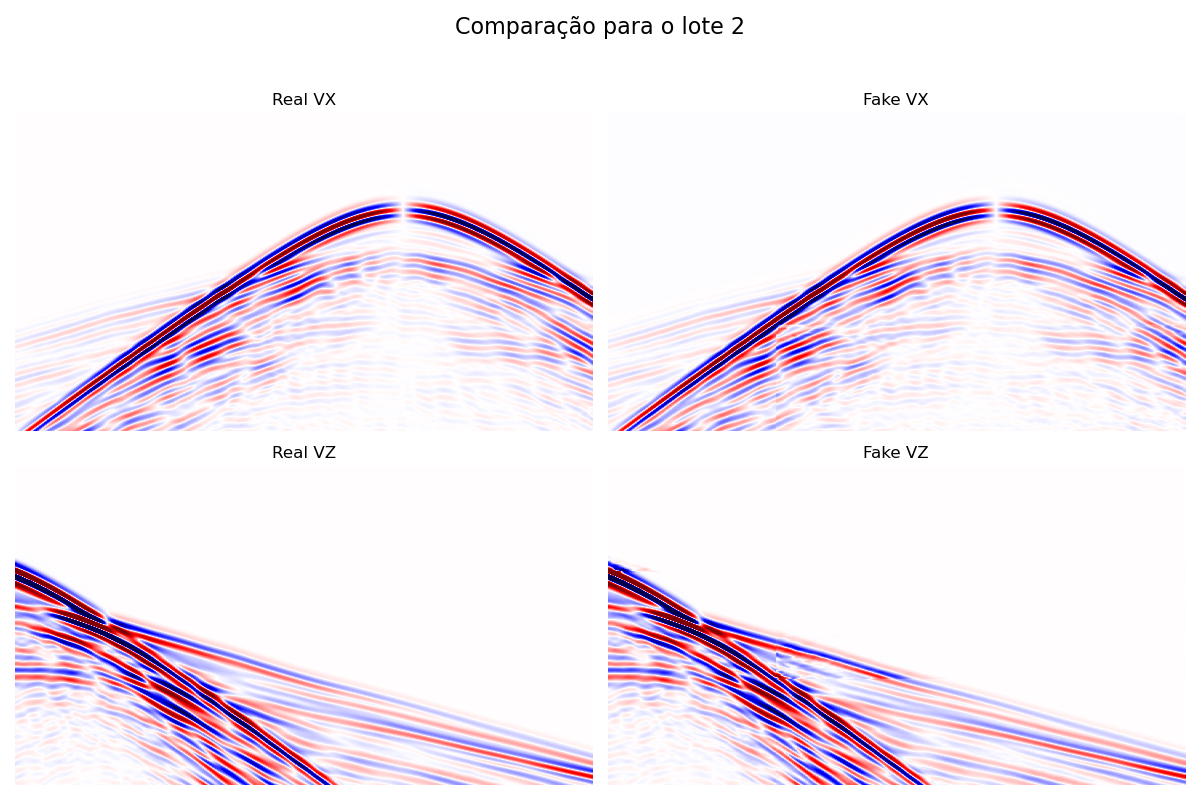 Comparação para o lote 2
Real VX
Fake VX
Real VZ
Fake VZ